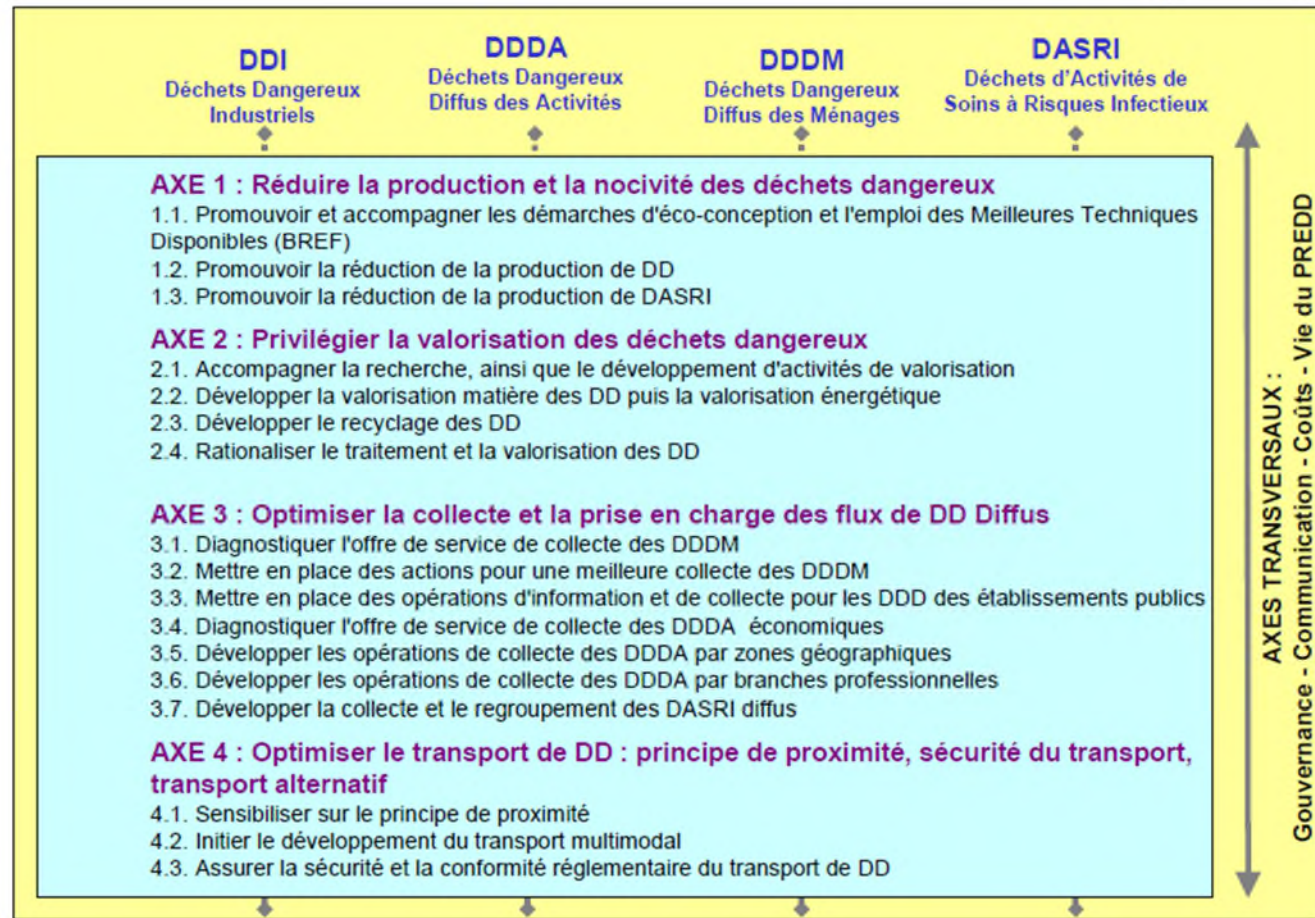 DDI
Déchets Dangereux
Industriels
DDDA
Déchets Dangereux
Diffus des Activités
DDDM
Déchets Dangereux
Diffus des Ménages
DASRI
Déchets d'Activités de
Soins à Risques Infectieux
AXE 1 : Réduire la production et la nocivité des déchets dangereux
1.1. Promouvoir et accompagner les démarches d'éco-conception et l'emploi des Meilleures Techniques
Disponibles (BREF)
1.2. Promouvoir la réduction de la production de DD
1.3. Promouvoir la réduction de la production de DASRI
AXE 2 : Privilégier la valorisation des déchets dangereux
2.1. Accompagner la recherche, ainsi que le développement d'activités de valorisation
2.2. Développer la valorisation matière des DD puis la valorisation énergétique
2.3. Développer le recyclage des DD
2.4. Rationaliser le traitement et la valorisation des DD
AXE 3 : Optimiser la collecte et la prise en charge des flux de DD Diffus
3.1. Diagnostiquer l'offre de service de collecte des DDDM
3.2. Mettre en place des actions pour une meilleure collecte des DDDM
3.3. Mettre en place des opérations d'information et de collecte pour les DDD des établissements publics
3.4. Diagnostiquer l'offre de service de collecte des DDDA économiques
3.5. Développer les opérations de collecte des DDDA par zones géographiques
3.6. Développer les opérations de collecte des DDDA par branches professionnelles
3.7. Développer la collecte et le regroupement des DASRI diffus
AXE 4 : Optimiser le transport de DD : principe de proximité, sécurité du transport,
transport alternatif
4.1. Sensibiliser sur le principe de proximité
4.2. Initier le développement du transport multimodal
4.3. Assurer la sécurité et la conformité réglementaire du transport de DD
AXES TRANSVERSAUX :
Gouvernance - Communication - Coûts - Vie du PREDD